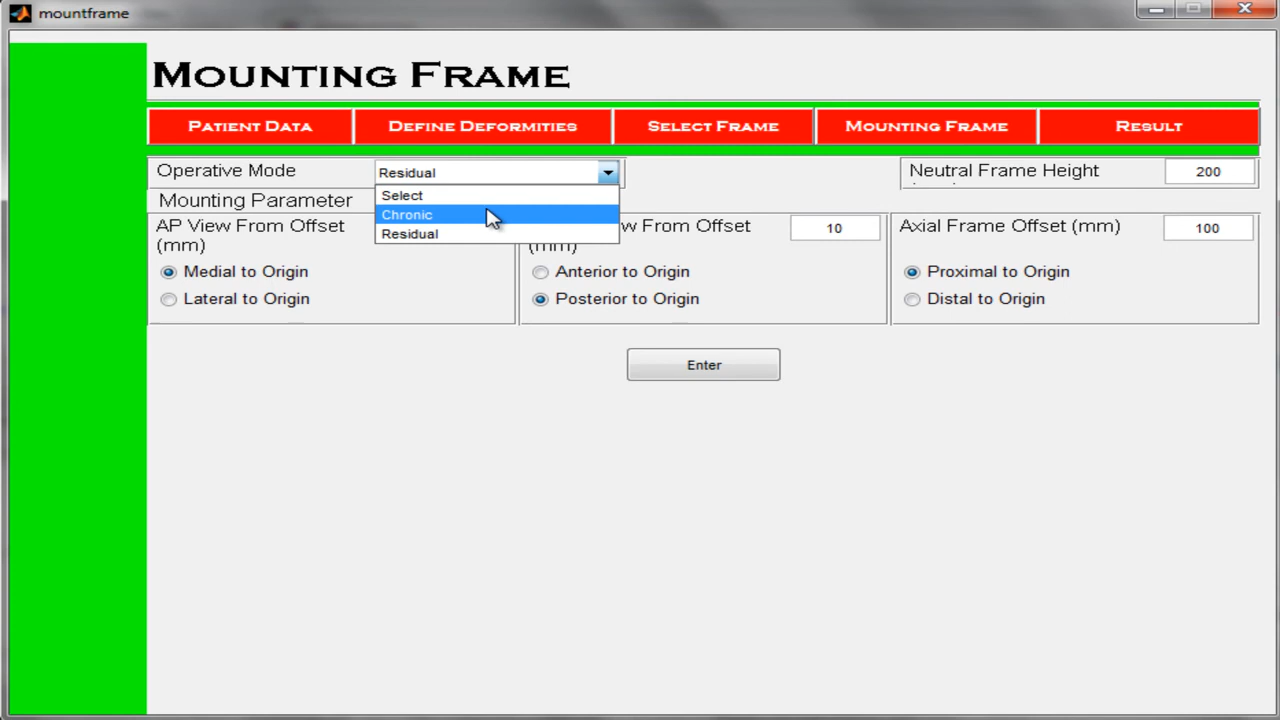 mountframe
MOUNTING FRAME
PATIENT DATA
DEFINE DEFORMITIES
SELECT FRAME
MOUNTING FRAME
RESULT
Operative Mode
Residual
Select
Chronic
Residual
Neutral Frame Height
200
Mounting Parameter
AP View From Offset
(mm)
Medial to Origin
Lateral to Origin
w From Offset
(mm)
10
Anterior to Origin
Posterior to Origin
Axial Frame Offset (mm)
100
Proximal to Origin
Distal to Origin
Enter